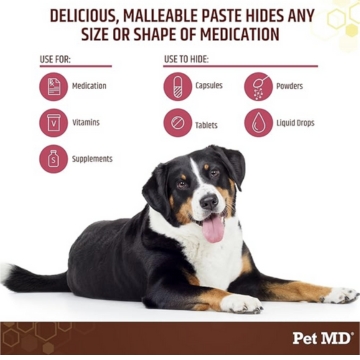 DELICIOUS, MALLEABLE PASTE HIDES ANY
SIZE OR SHAPE OF MEDICATION
USE FOR:
Medication
V
Vitamins
S
Supplements
USE TO HIDE:
Capsules
Powders
Tablets
Liquid Drops
Pet MD®